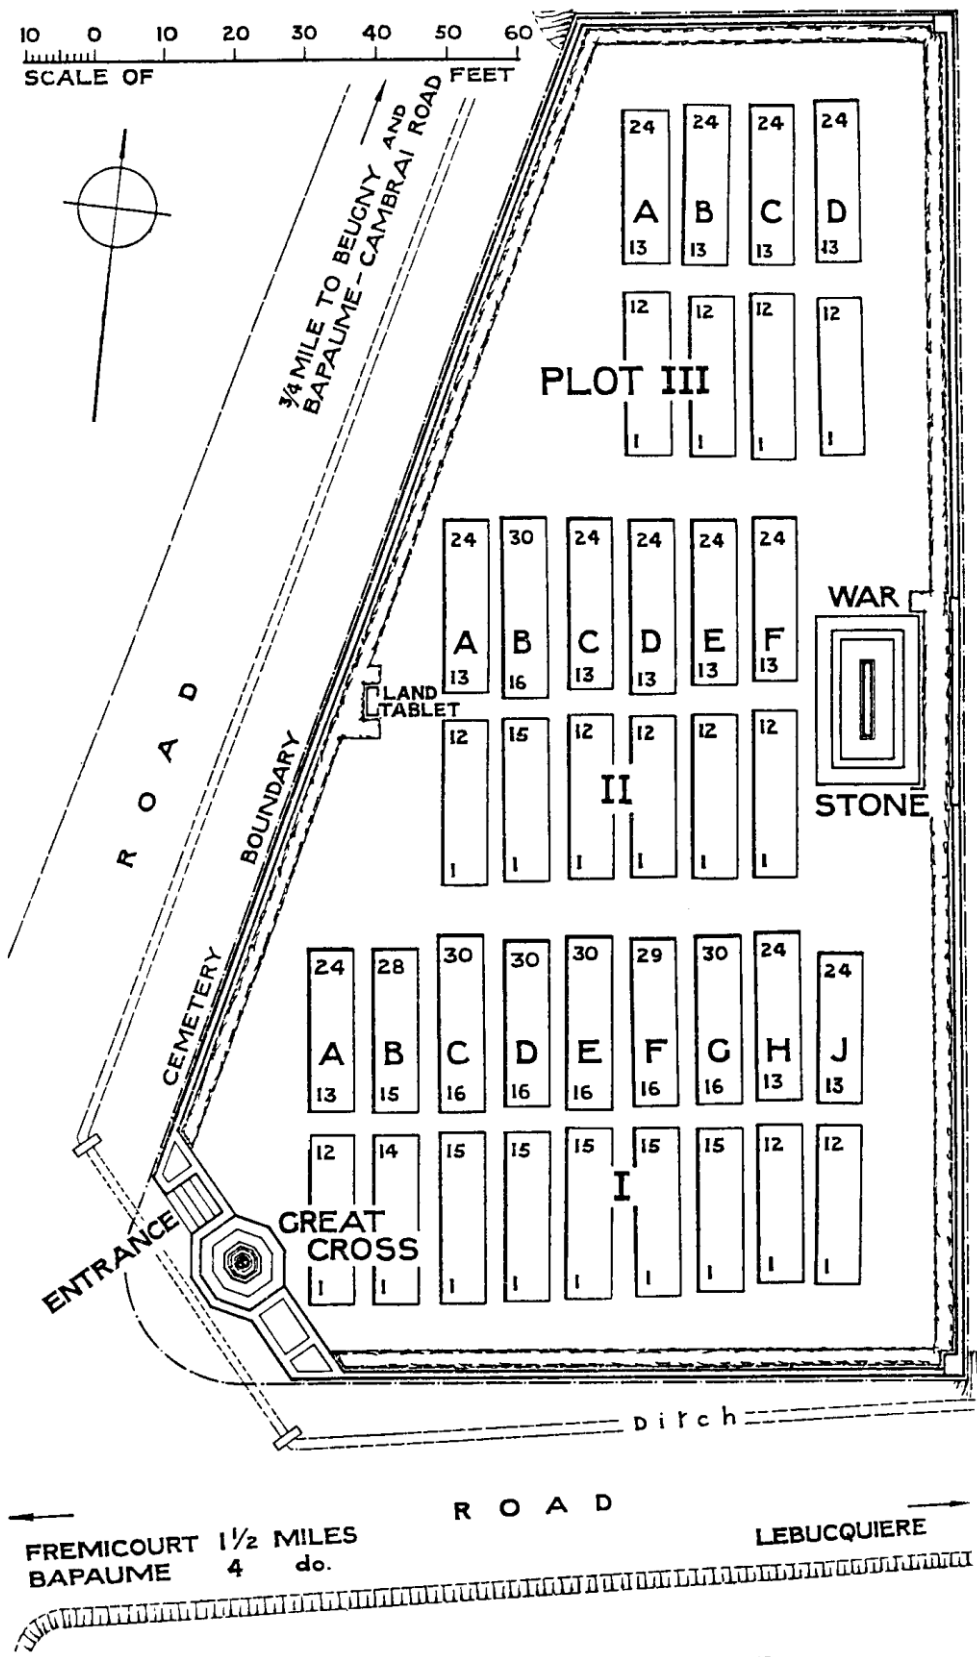 10 0 10 20 30 40 50 60
SCALE OF FEET
3/4 MILE TO BEUGNY AND
BAPAUME – CAMBRAI ROAD
24 24 24 24
A B C D
13 13 13 13
12 12 12 12
PLOT III
1 1 1 1
24 30 24 24 24 24
A B C D E F
13 16 13 13 13 13
WAR
STONE
LAND
TABLET
12 15 12 12 12 12
II
1 1 1 1 1 1
ROAD
CEMETERY BOUNDARY
24 28 30 30 30 29 30 24 24
A B C D E F G H J
13 15 16 16 16 16 16 13 13
12 14 15 15 15 15 15 12 12
I
GREAT
CROSS
ENTRANCE
1 1 1 1 1 1 1 1 1
Ditch
ROAD
FREMICOURT 1½ MILES
BAPAUME 4 do.
LEBUCQUIERE